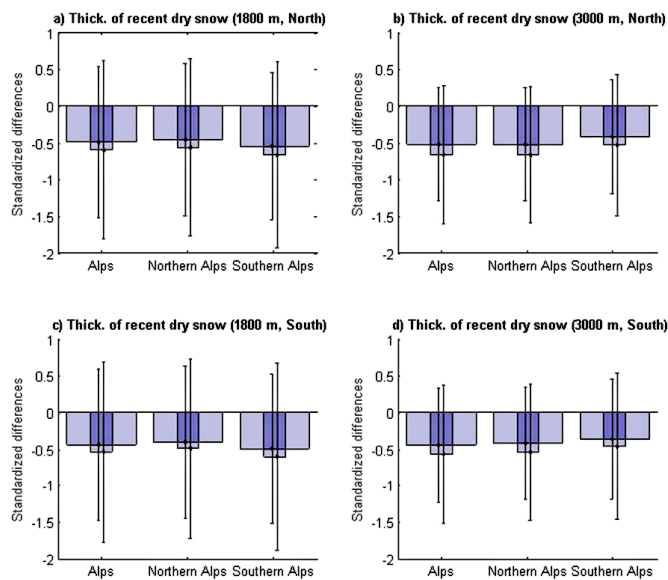 a) Thick. of recent dry snow (1800 m, North)
1
0.5
0
-0.5
-1
-1.5
-2
Standardized differences
Alps Northern Alps Southern Alps
b) Thick. of recent dry snow (3000 m, North)
1
0.5
0
-0.5
-1
-1.5
-2
Standardized differences
Alps Northern Alps Southern Alps
c) Thick. of recent dry snow (1800 m, South)
1
0.5
0
-0.5
-1
-1.5
-2
Standardized differences
Alps Northern Alps Southern Alps
d) Thick. of recent dry snow (3000 m, South)
1
0.5
0
-0.5
-1
-1.5
-2
Standardized differences
Alps Northern Alps Southern Alps